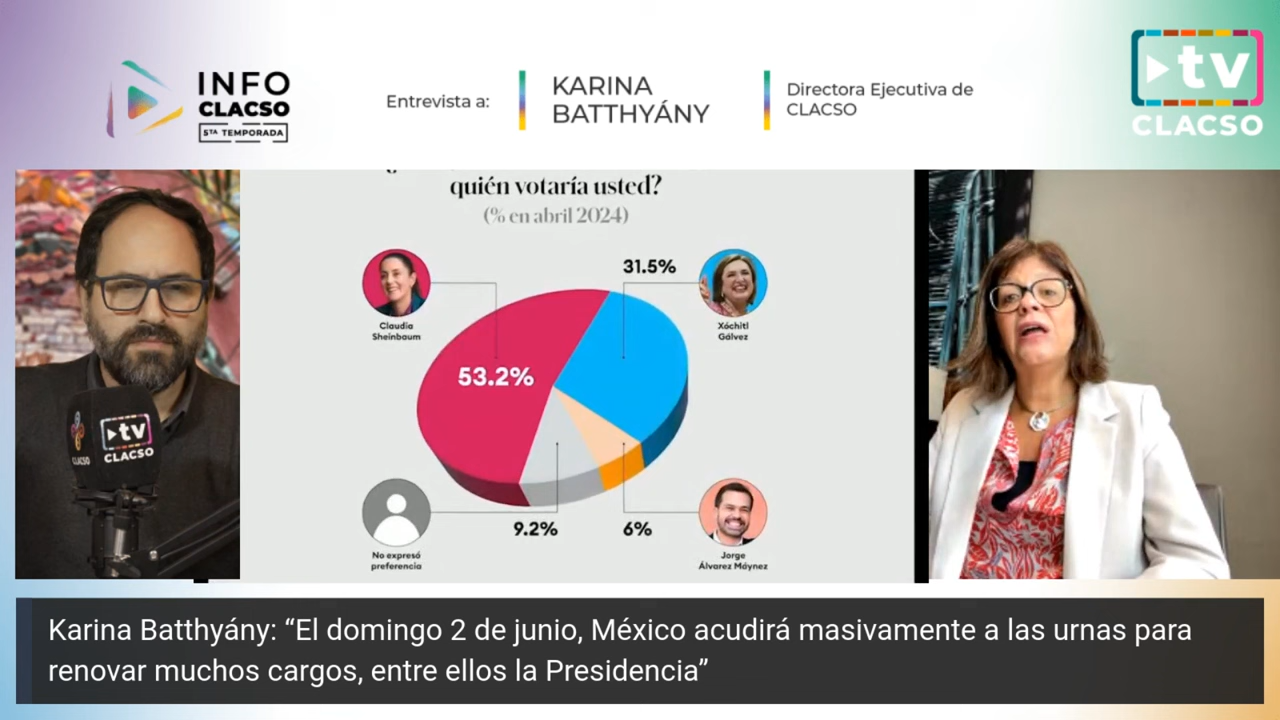 INFO
CLACSO
5TA TEMPORADA
Entrevista a:
KARINA
BATTHYÁNY
Directora Ejecutiva de
CLACSO
tv
CLACSO
quién votaría usted?
(% en abril 2024)
31.5%
Claudia
Sheinbaum
Xóchitl
Gálvez
53.2%
9.2%
6%
No expresó
preferencia
Jorge
Álvarez Máynez
tv
CLACSO
CLACSO
Karina Batthyány: “El domingo 2 de junio, México acudirá masivamente a las urnas para
renovar muchos cargos, entre ellos la Presidencia”